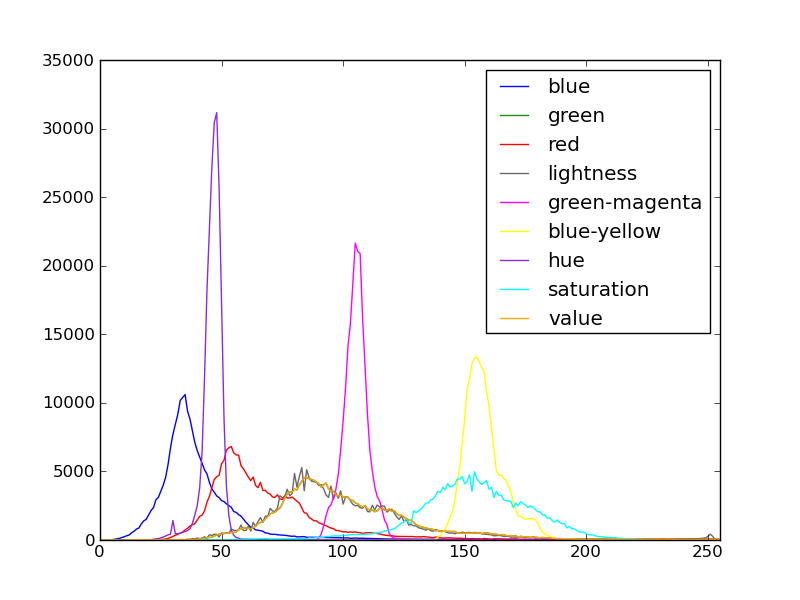 35000
30000
25000
20000
15000
10000
5000
0
0 50 100 150 200 250
blue
green
red
lightness
green-magenta
blue-yellow
hue
saturation
value